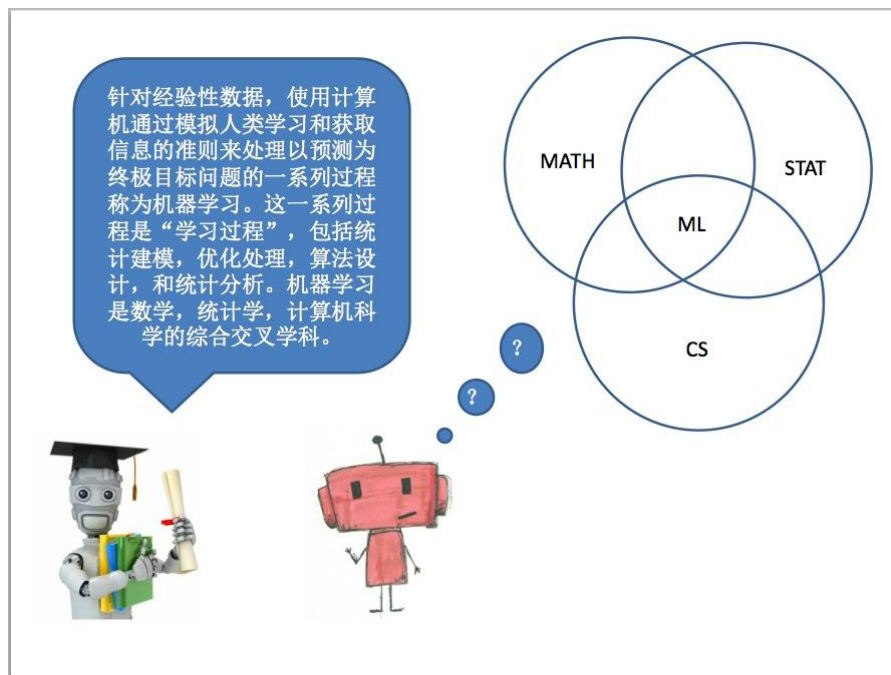 针对经验性数据，使用计算
机通过模拟人类学习和获取
信息的准则来处理以预测为
终极目标问题的一系列过程
称为机器学习。这一系列过
程是“学习过程”，包括统
计建模，优化处理，算法设
计，和统计分析。机器学习
是数学，统计学，计算机科
学的综合交叉学科。
MATH
STAT
ML
CS
？
？